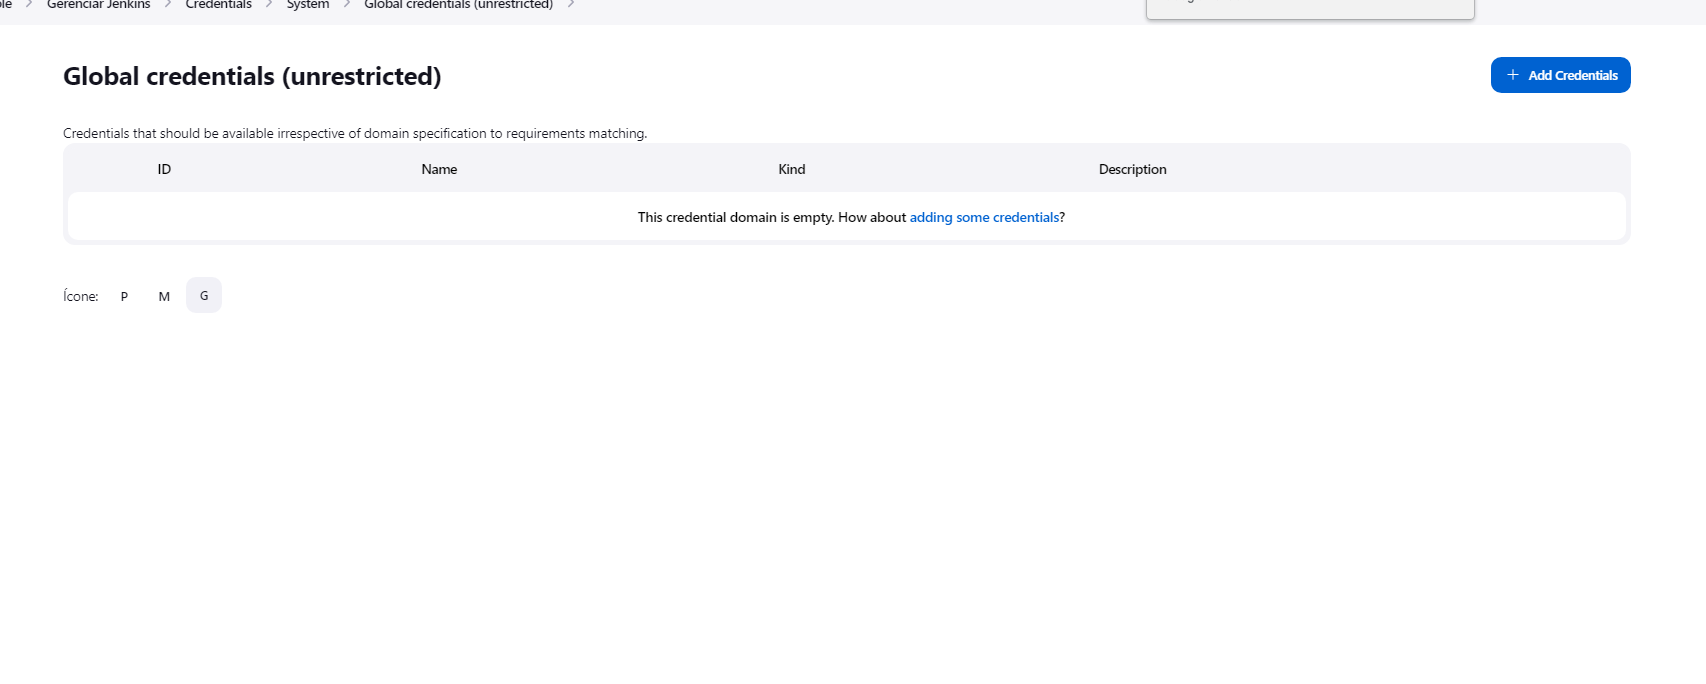 Gerenciar Jenkins > Credentials > System > Global credentials (unrestricted) >
Global credentials (unrestricted)
+ Add Credentials
Credentials that should be available irrespective of domain specification to requirements matching.
ID Name Kind Description
This credential domain is empty. How about adding some credentials?
Ícone: P M G